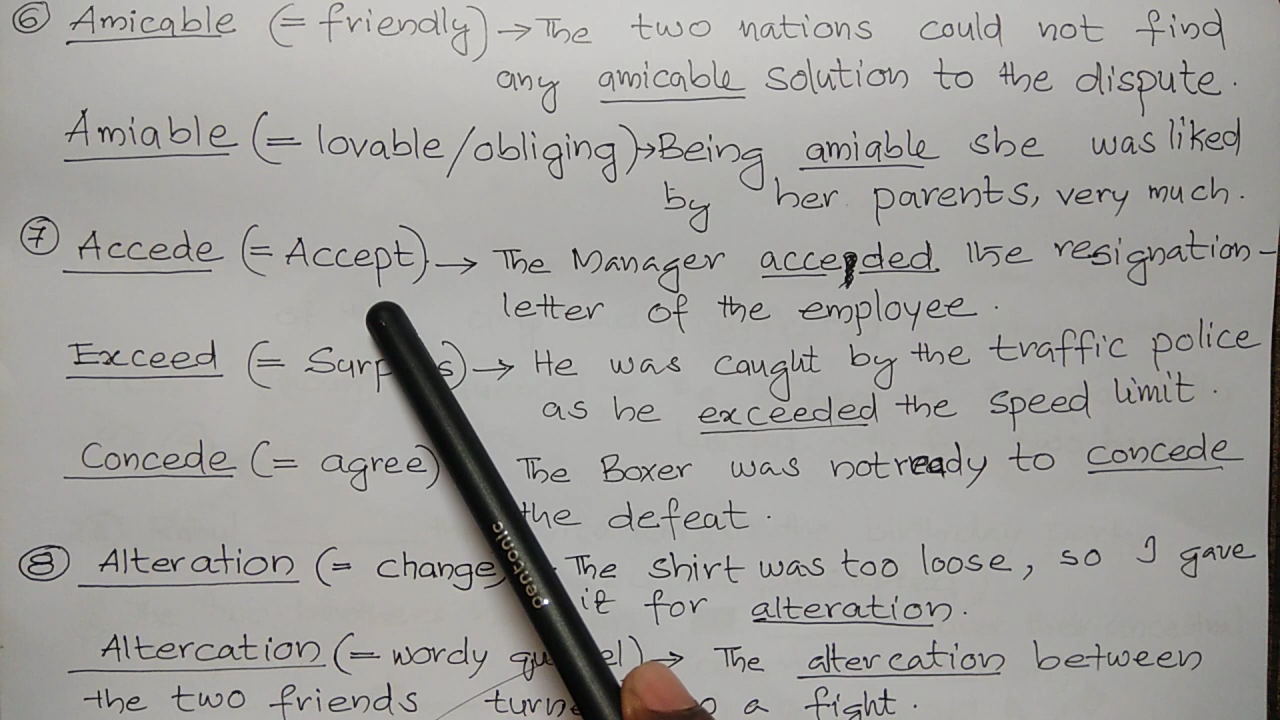 ⑥ Amicable (= friendly) → The two nations could not find
any amicable solution to the dispute.
Amiable (= lovable/obliging) → Being amiable she was liked
by her parents, very much.
⑦ Accede (= Accept) → The Manager acceded the resignation-
letter of the employee.
Exceed (= ) → He was caught by the traffic police
as he exceeded the speed limit.
Concede (= agree) The Boxer was not ready to concede
the defeat.
⑧ Alteration (= change) The shirt was too loose, so I gave
it for alteration.
Altercation (= wordy ) → The altercation between
the two friends a fight.
pentonic